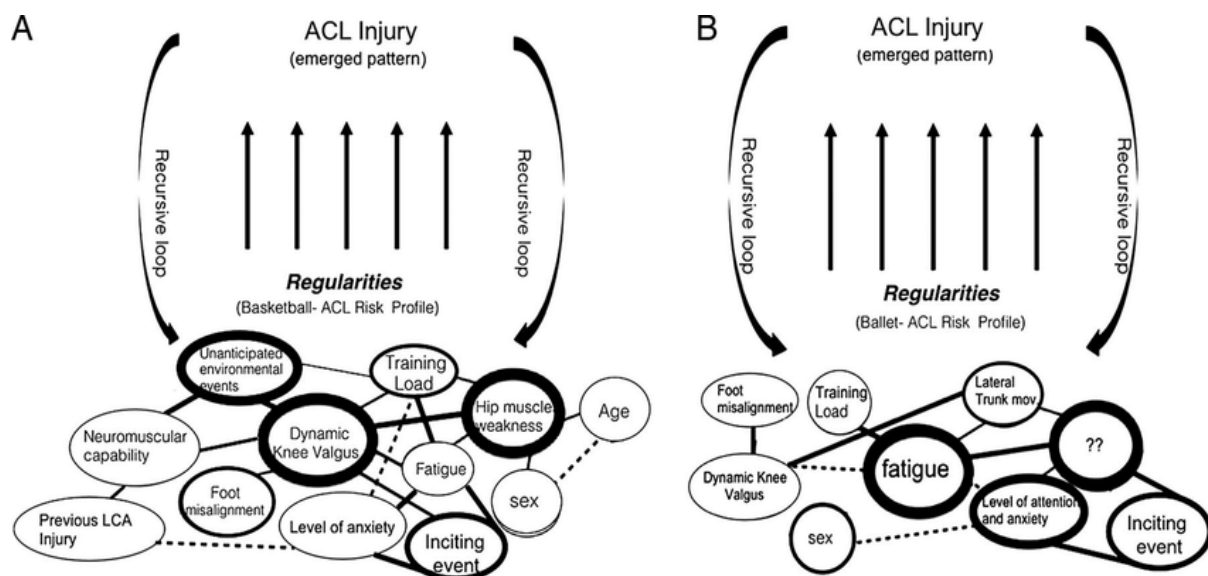 A
ACL Injury
(emerged pattern)
Recursive loop
Recursive loop
Regularities
(Basketball- ACL Risk Profile)
Unanticipated
environmental
events
Training
Load
Hip muscles
weakness
Age
Neuromuscular
capability
Dynamic
Knee Valgus
Fatigue
Foot
misalignment
sex
Previous LCA
Injury
Level of anxiety
Inciting
event
B
ACL Injury
(emerged pattern)
Recursive loop
Recursive loop
Regularities
(Ballet- ACL Risk Profile)
Foot
misalignment
Training
Load
Lateral
Trunk mov.
??
Dynamic Knee
Valgus
fatigue
Level of attention
and anxiety
sex
Inciting
event